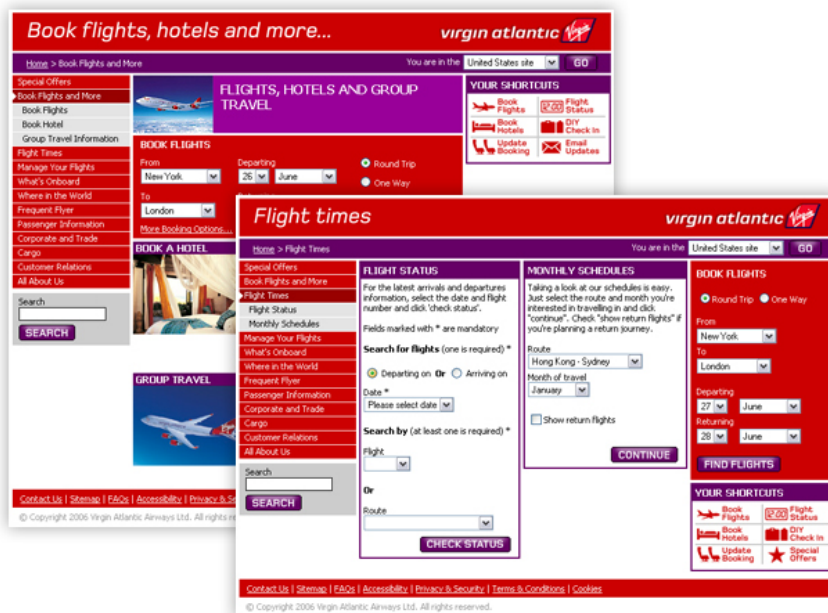 Book flights, hotels and more...
virgin atlantic
Home > Book Flights and More
You are in the
United States site
GO
Special Offers
Book Flights and More
Book Flights
Book Hotel
Group Travel Information
Flight Times
Manage Your Flights
What's Onboard
Where in the World
Frequent Flyer
Passenger Information
Corporate and Trade
Cargo
Customer Relations
All About Us
Search
SEARCH
FLIGHTS, HOTELS AND GROUP
TRAVEL
BOOK FLIGHTS
From
New York
Departing
26
June
Round Trip
One Way
To
London
More Booking Options...
BOOK A HOTEL
GROUP TRAVEL
YOUR SHORTCUTS
Book
Flights
Flight
Status
Book
Hotels
DIY
Check In
Update
Booking
Email
Updates
Contact Us | Sitemap | FAQs | Accessibility | Privacy & Se
© Copyright 2006 Virgin Atlantic Airways Ltd. All rights re
Flight times
virgin atlantic
Home > Flight Times
You are in the
United States site
GO
Special Offers
Book Flights and More
Flight Times
Flight Status
Monthly Schedules
Manage Your Flights
What's Onboard
Where in the World
Frequent Flyer
Passenger Information
Corporate and Trade
Cargo
Customer Relations
All About Us
Search
SEARCH
FLIGHT STATUS
For the latest arrivals and departures
information, select the date and flight
number and click 'check status'.
Fields marked with * are mandatory
Search for flights (one is required) *
Departing on Or Arriving on
Date *
Please select date
Search by (at least one is required) *
Flight
Or
Route
CHECK STATUS
MONTHLY SCHEDULES
Taking a look at our schedules is easy.
Just select the route and month you're
interested in travelling in and click
"continue". Check "show return flights" if
you're planning a return journey.
Route
Hong Kong - Sydney
Month of travel
January
Show return flights
CONTINUE
BOOK FLIGHTS
Round Trip
One Way
From
New York
To
London
Departing
27
June
Returning
28
June
FIND FLIGHTS
YOUR SHORTCUTS
Book
Flights
Flight
Status
Book
Hotels
DIY
Check In
Update
Booking
Special
Offers
Contact Us | Sitemap | FAQs | Accessibility | Privacy & Security | Terms & Conditions | Cookies
© Copyright 2006 Virgin Atlantic Airways Ltd. All rights reserved.